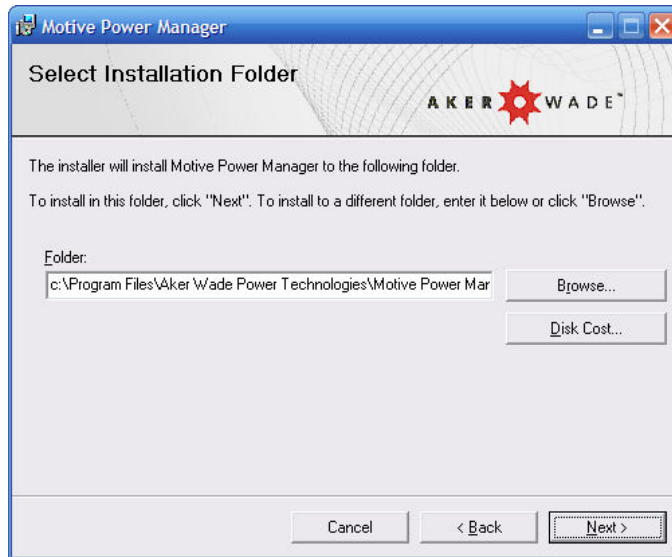 Motive Power Manager
Select Installation Folder
AKER WADE™
The installer will install Motive Power Manager to the following folder.
To install in this folder, click "Next". To install to a different folder, enter it below or click "Browse".
Folder:
c:\Program Files\Aker Wade Power Technologies\Motive Power Mar
Browse...
Disk Cost...
Cancel
< Back
Next >